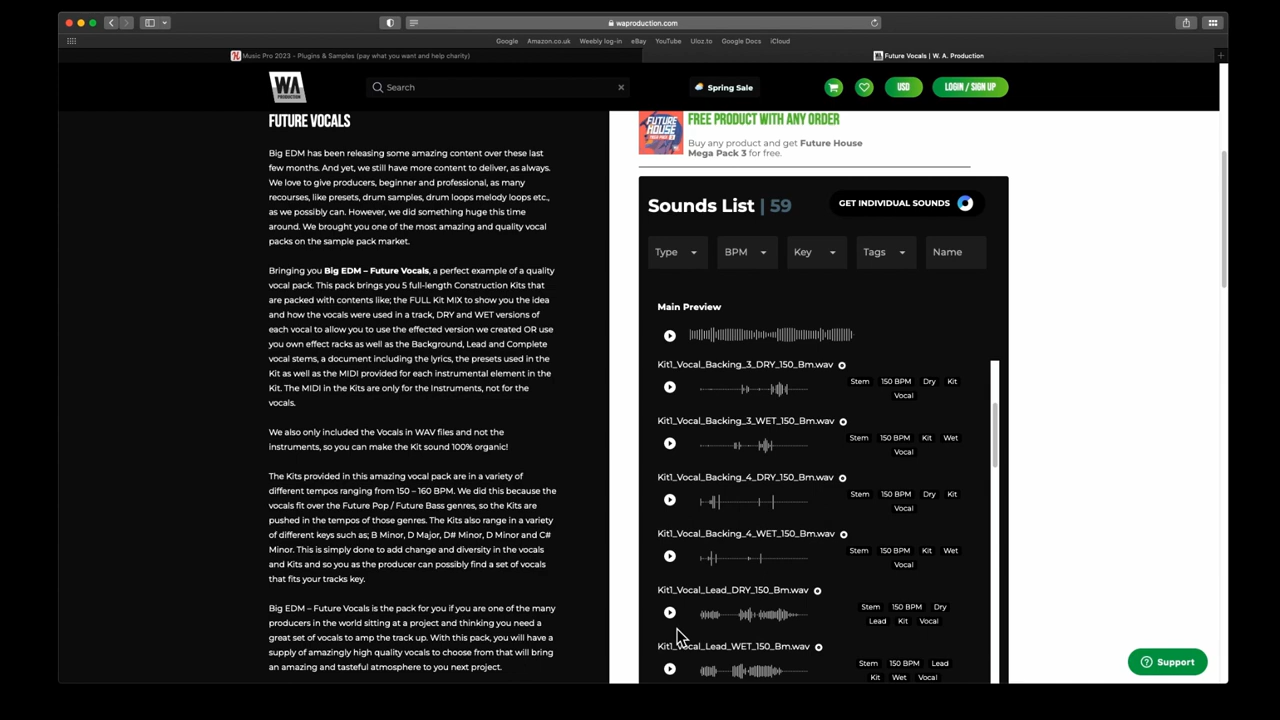 waproduction.com
Google Amazon.co.uk Weebly-log in eBay YouTube Uloz.to Google Docs iCloud
Music Pro 2023 - Plugins & Samples (pay what you want and help charity)
Future Vocals | W. A. Production
WA
PRODUCTION
Search
Spring Sale
USD
LOGIN / SIGN UP
FUTURE VOCALS
Big EDM has been releasing some amazing content over these last
few months. And yet, we still have more content to deliver, as always.
We love to give producers, beginner and professional, as many
recourses, like presets, drum samples, drum loops melody loops etc.,
as we possibly can. However, we did something huge this time
around. We brought you one of the most amazing and quality vocal
packs on the sample pack market.
Bringing you Big EDM – Future Vocals, a perfect example of a quality
vocal pack. This pack brings you 5 full-length Construction Kits that
are packed with contents like; the FULL Kit MIX to show you the idea
and how the vocals were used in a track, DRY and WET versions of
each vocal to allow you to use the effected version we created OR use
you own effect racks as well as the Background, Lead and Complete
vocal stems, a document including the lyrics, the presets used in the
Kit as well as the MIDI provided for each instrumental element in the
Kit. The MIDI in the Kits are only for the Instruments, not for the
vocals.
We also only included the Vocals in WAV files and not the
instruments, so you can make the Kit sound 100% organic!
The Kits provided in this amazing vocal pack are in a variety of
different tempos ranging from 150 – 160 BPM. We did this because the
vocals fit over the Future Pop / Future Bass genres, so the Kits are
pushed in the tempos of those genres. The Kits also range in a variety
of different keys such as; B Minor, D Major, D# Minor, D Minor and C#
Minor. This is simply done to add change and diversity in the vocals
and Kits and so you as the producer can possibly find a set of vocals
that fits your tracks key.
Big EDM – Future Vocals is the pack for you if you are one of the many
producers in the world sitting at a project and thinking you need a
great set of vocals to amp the track up. With this pack, you will have a
supply of amazingly high quality vocals to choose from that will bring
an amazing and tasteful atmosphere to you next project.
FUTURE HOUSE
FREE PRODUCT WITH ANY ORDER
Buy any product and get Future House
Mega Pack 3 for free.
Sounds List | 59
GET INDIVIDUAL SOUNDS
Type BPM Key Tags Name
Main Preview
Kit1_Vocal_Backing_3_DRY_150_Bm.wav
Stem 150 BPM Dry Kit
Vocal
Kit1_Vocal_Backing_3_WET_150_Bm.wav
Stem 150 BPM Kit Wet
Vocal
Kit1_Vocal_Backing_4_DRY_150_Bm.wav
Stem 150 BPM Dry Kit
Vocal
Kit1_Vocal_Backing_4_WET_150_Bm.wav
Stem 150 BPM Kit Wet
Vocal
Kit1_Vocal_Lead_DRY_150_Bm.wav
Stem 150 BPM Dry
Lead Kit Vocal
Kit1_Vocal_Lead_WET_150_Bm.wav
Stem 150 BPM Lead
Kit Wet Vocal
Support